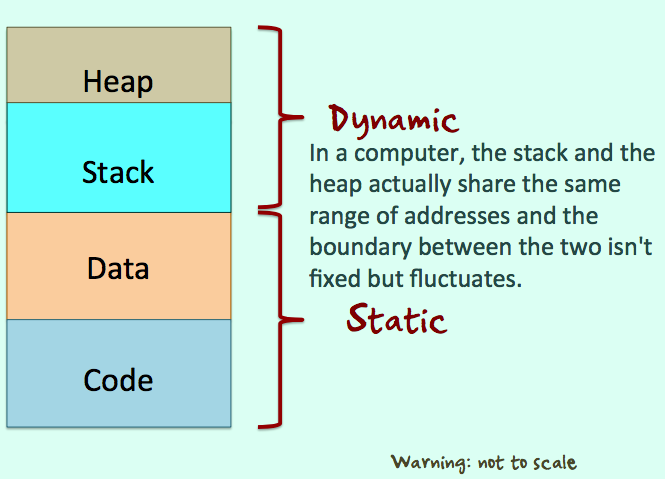 Heap
Stack
Data
Code
Dynamic
In a computer, the stack and the
heap actually share the same
range of addresses and the
boundary between the two isn't
fixed but fluctuates.
Static
Warning: not to scale